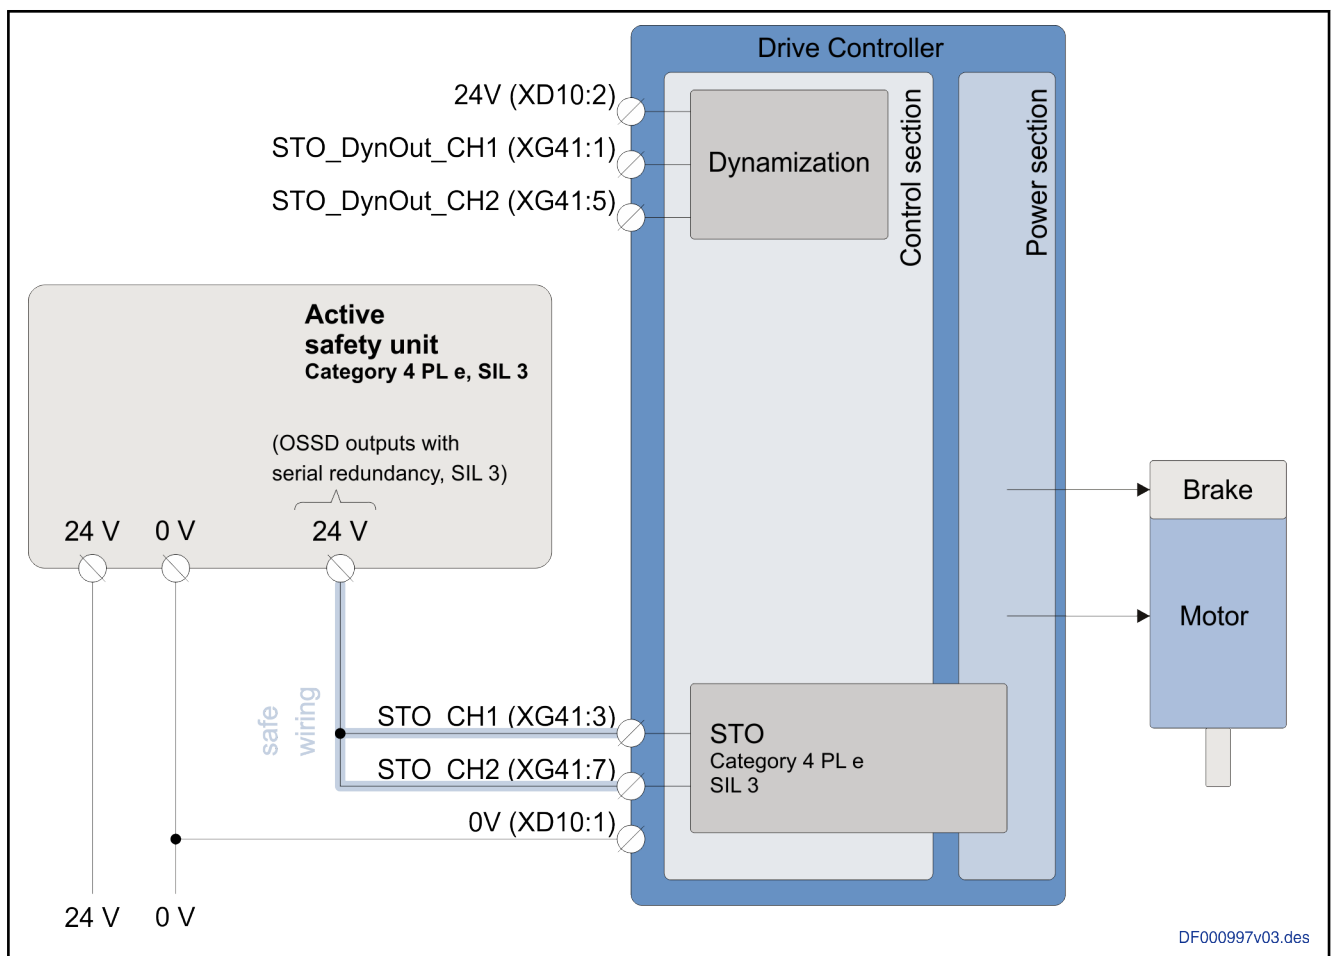 Drive Controller
24V (XD10:2)
STO_DynOut_CH1 (XG41:1)
STO_DynOut_CH2 (XG41:5)
Dynamization
Control section
Power section
Active
safety unit
Category 4 PL e, SIL 3
(OSSD outputs with
serial redundancy, SIL 3)
24 V
0 V
24 V
Brake
Motor
safe
wiring
STO_CH1 (XG41:3)
STO_CH2 (XG41:7)
0V (XD10:1)
STO
Category 4 PL e
SIL 3
24 V
0 V
DF000997v03.des